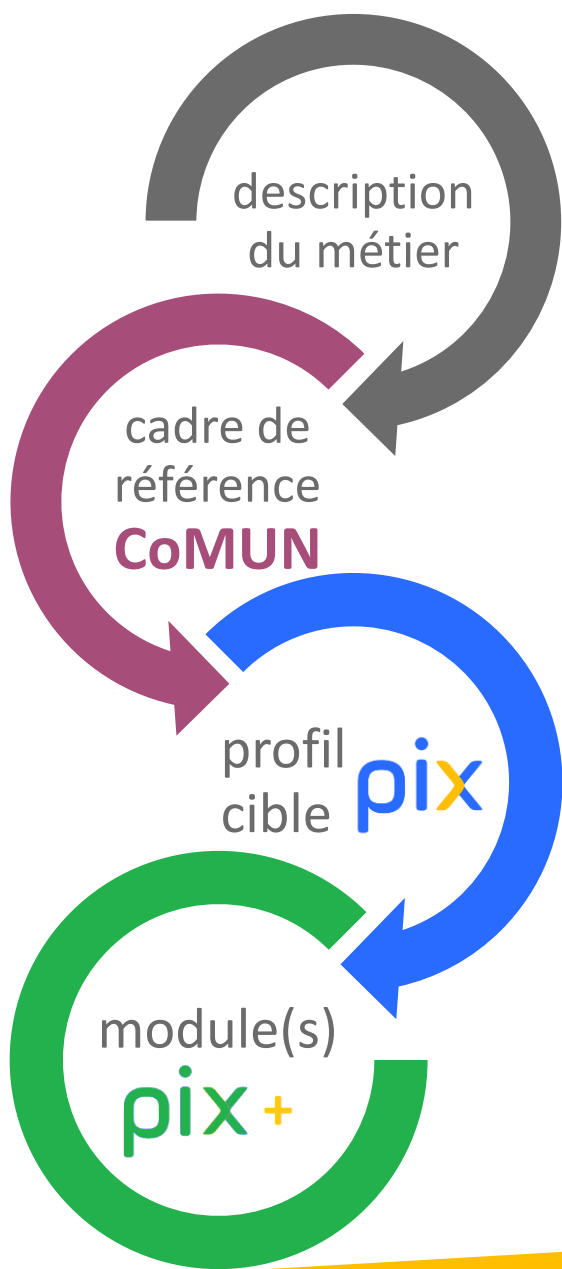 description
du métier
cadre de
référence
CoMUN
profil
cible pix
module(s)
pix +